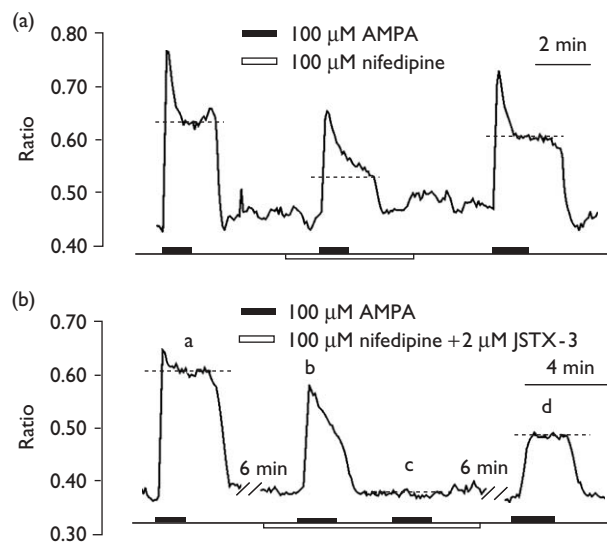 (a)
100 μM AMPA
100 μM nifedipine
2 min
0.80
0.70
0.60
0.50
0.40
Ratio
(b)
100 μM AMPA
100 μM nifedipine +2 μM JSTX-3
4 min
0.70
0.60
0.50
0.40
0.30
Ratio
a
b
c
d
6 min
6 min